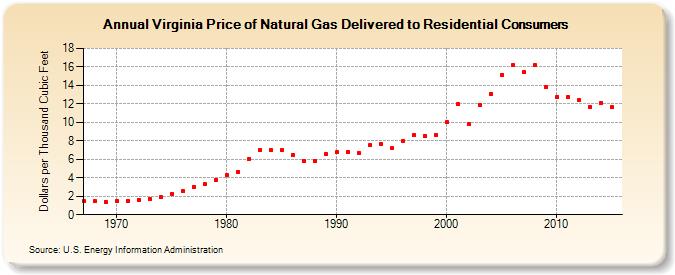 Annual Virginia Price of Natural Gas Delivered to Residential Consumers
Dollars per Thousand Cubic Feet
18
16
14
12
10
8
6
4
2
0
1970 1980 1990 2000 2010
Source: U.S. Energy Information Administration